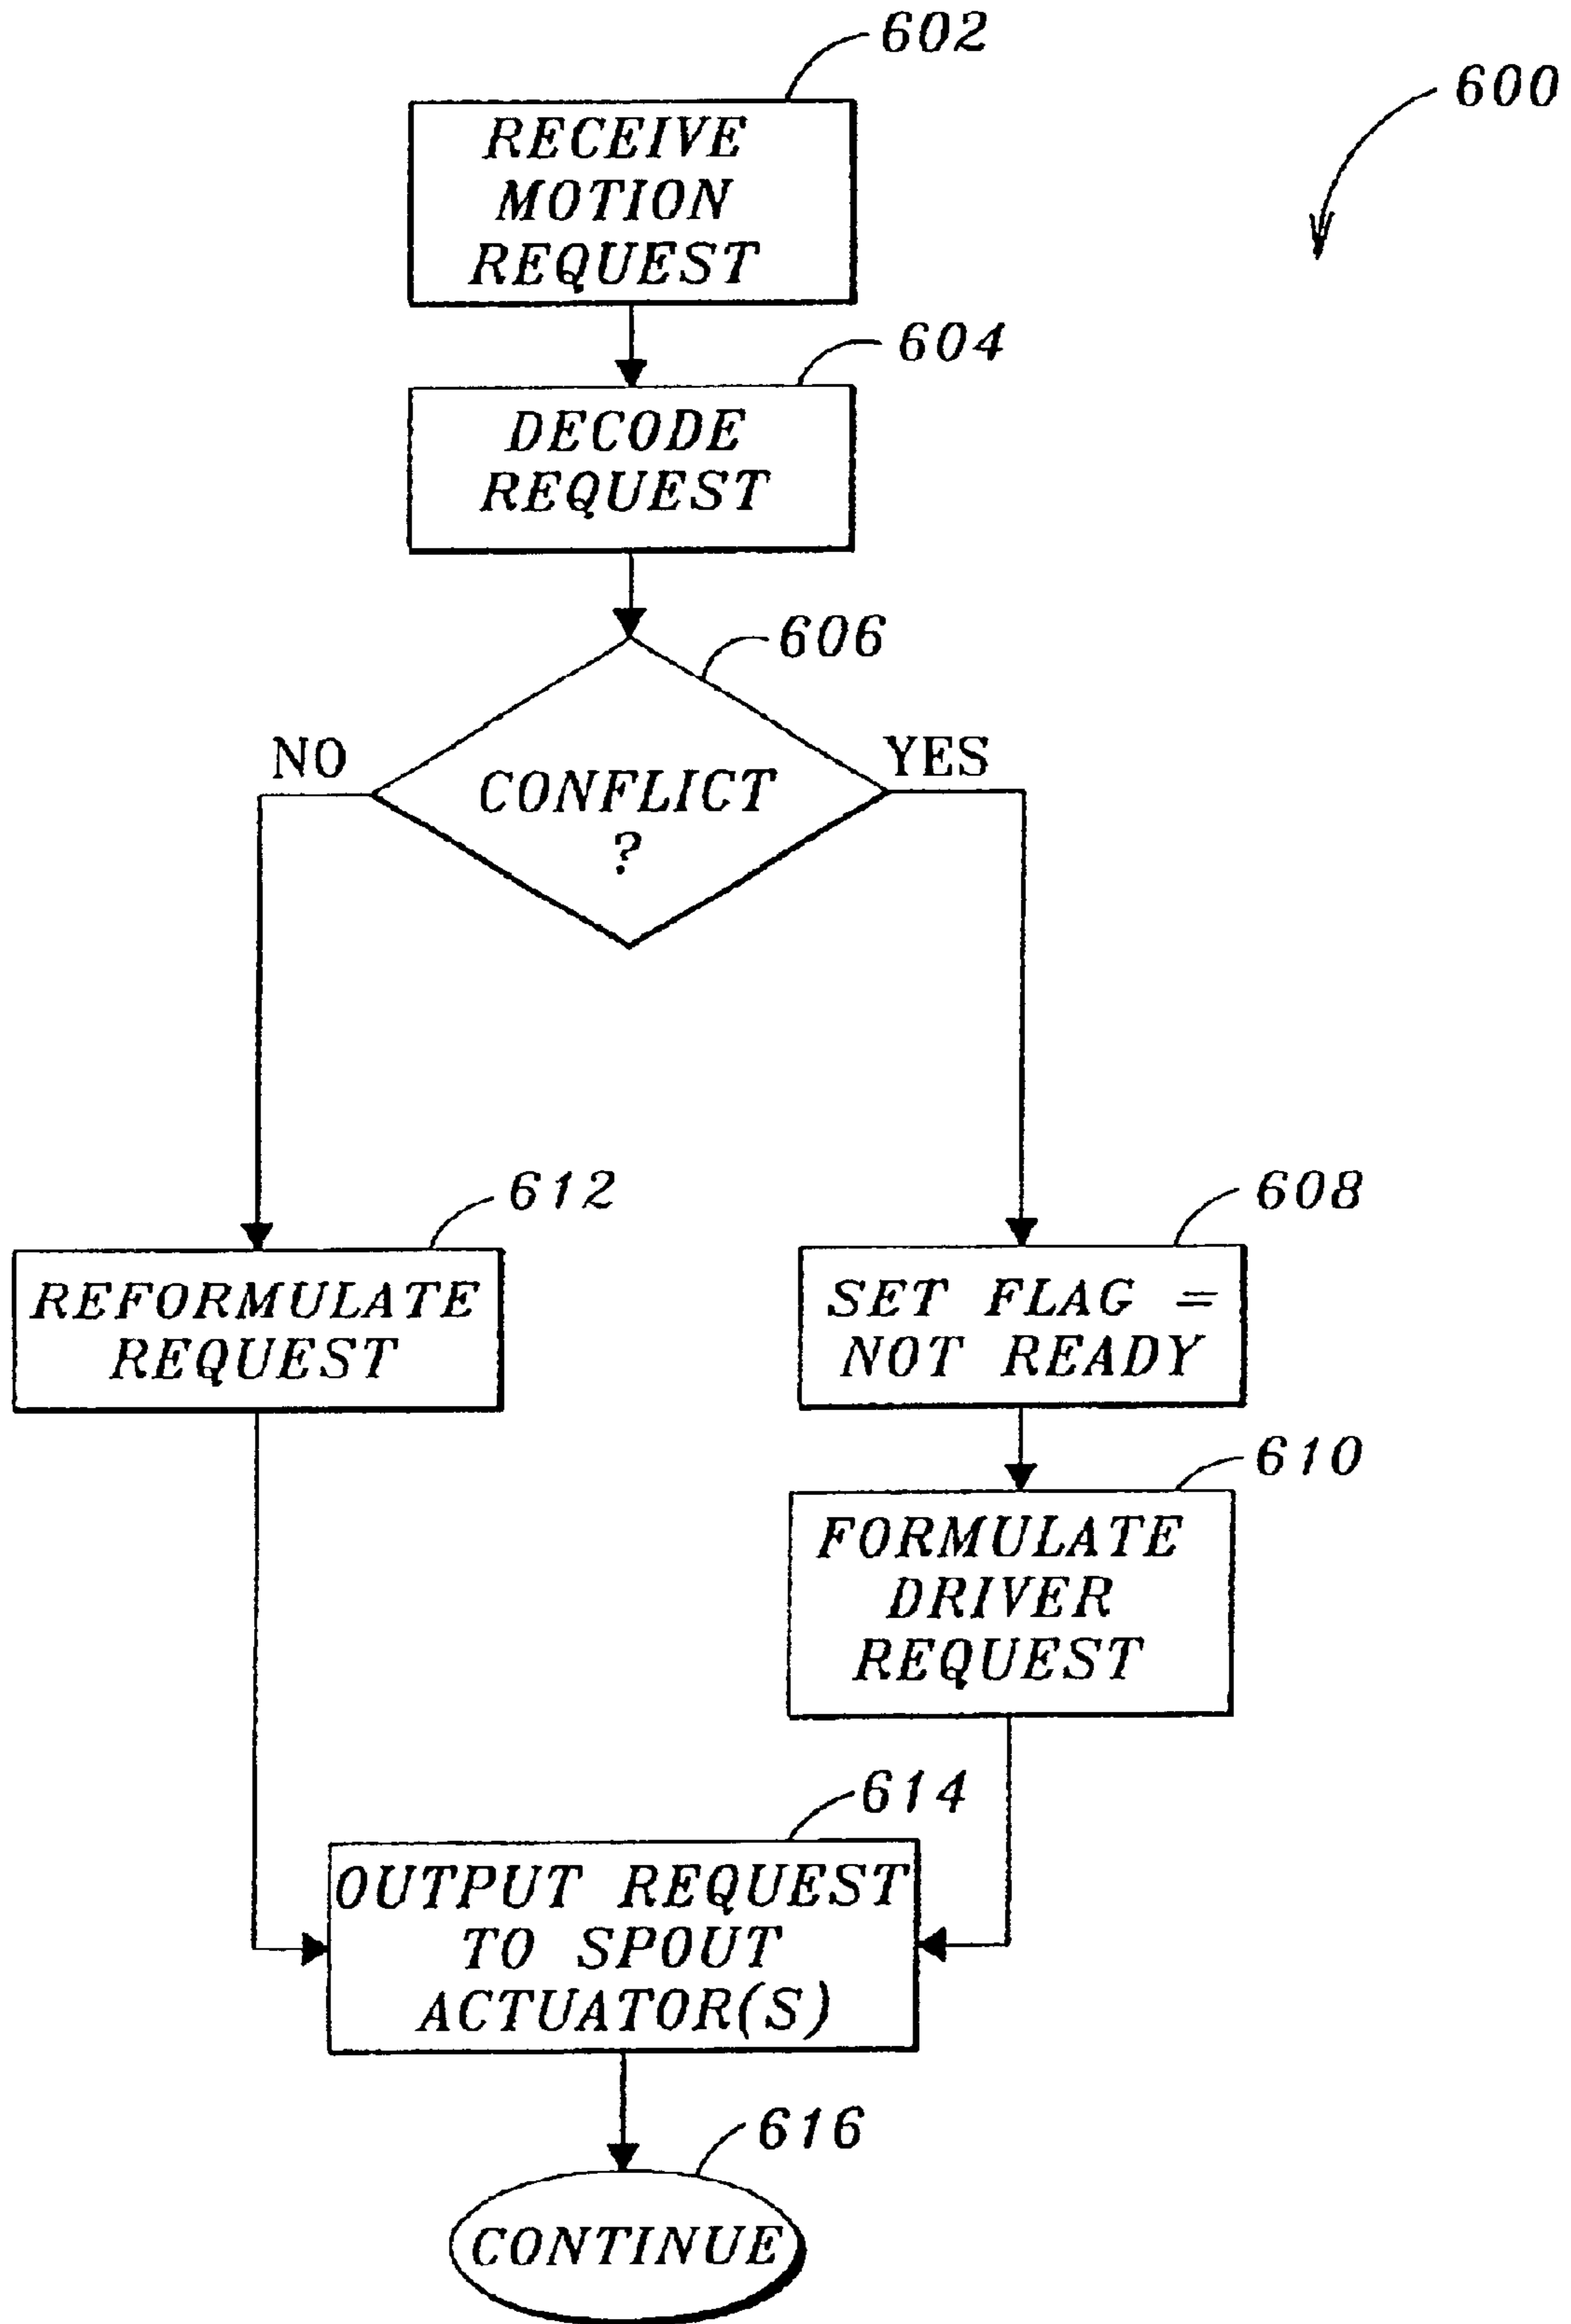 602
600
RECEIVE
MOTION
REQUEST
604
DECODE
REQUEST
606
NO
YES
CONFLICT
?
612
608
REFORMULATE
REQUEST
SET FLAG =
NOT READY
610
FORMULATE
DRIVER
REQUEST
614
OUTPUT REQUEST
TO SPOUT
ACTUATOR(S)
616
CONTINUE